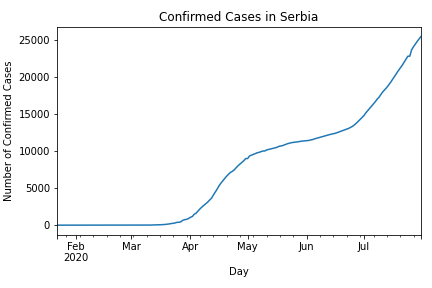 Confirmed Cases in Serbia
Number of Confirmed Cases
25000
20000
15000
10000
5000
0
Feb Mar Apr May Jun Jul
2020
Day